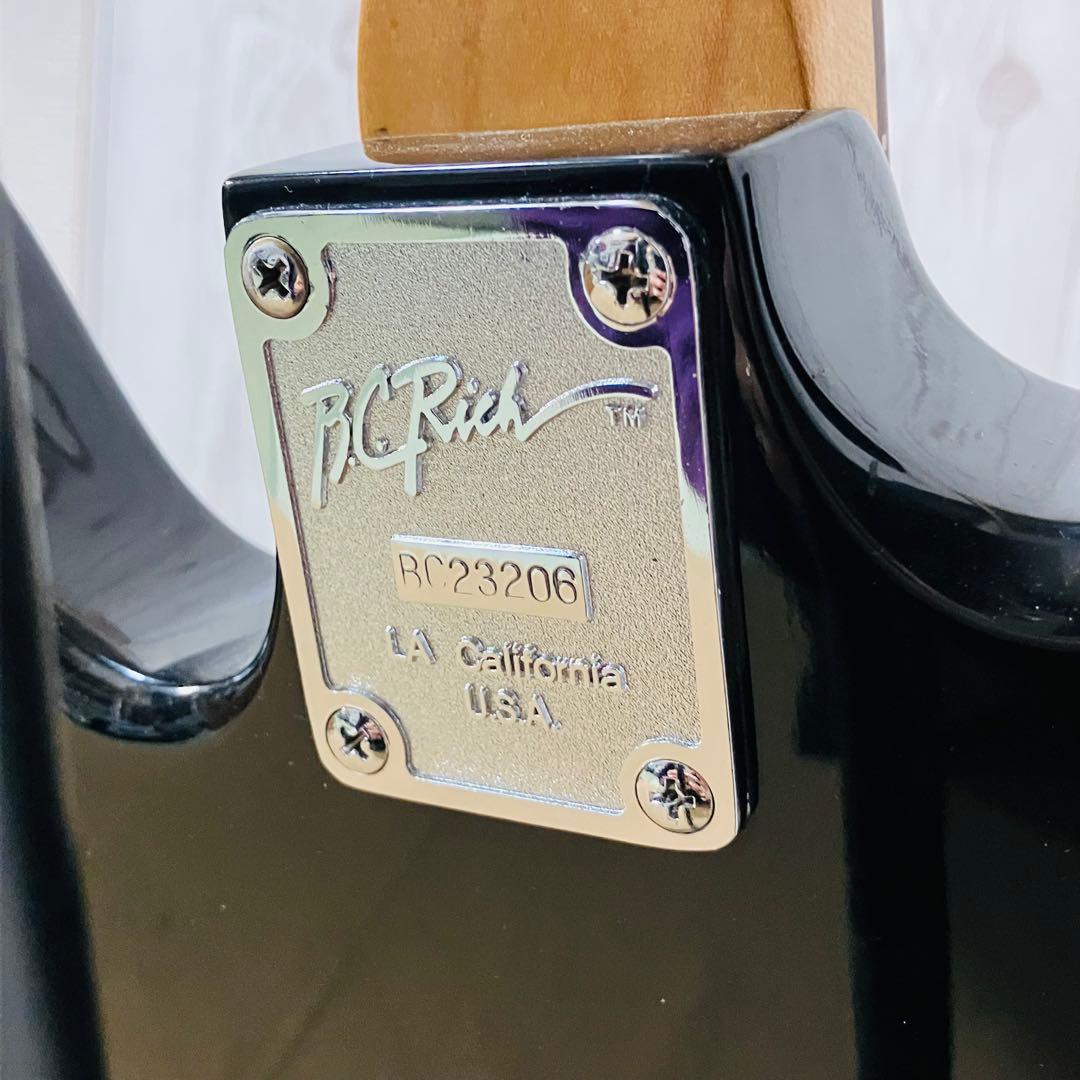 B.C. Rich ™
BC23206
LA California
U.S.A.